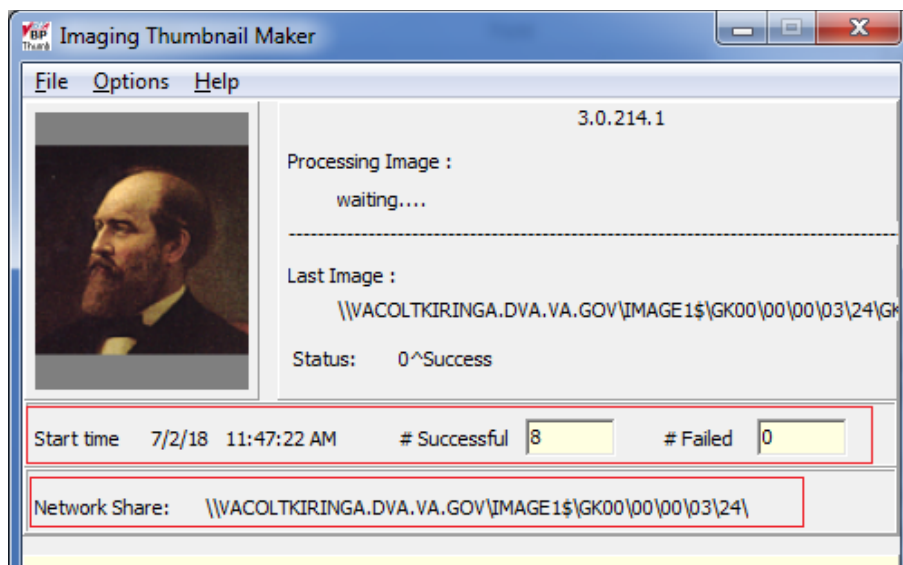 BP
Imaging Thumbnail Maker
File Options Help
3.0.214.1
Processing Image :
waiting....
Last Image :
\\VACOLTKIRINGA.DVA.VA.GOV\IMAGE1$\GK00\00\00\03\24\GK
Status: 0^Success
Start time 7/2/18 11:47:22 AM # Successful 8 # Failed 0
Network Share: \\VACOLTKIRINGA.DVA.VA.GOV\IMAGE1$\GK00\00\00\03\24\